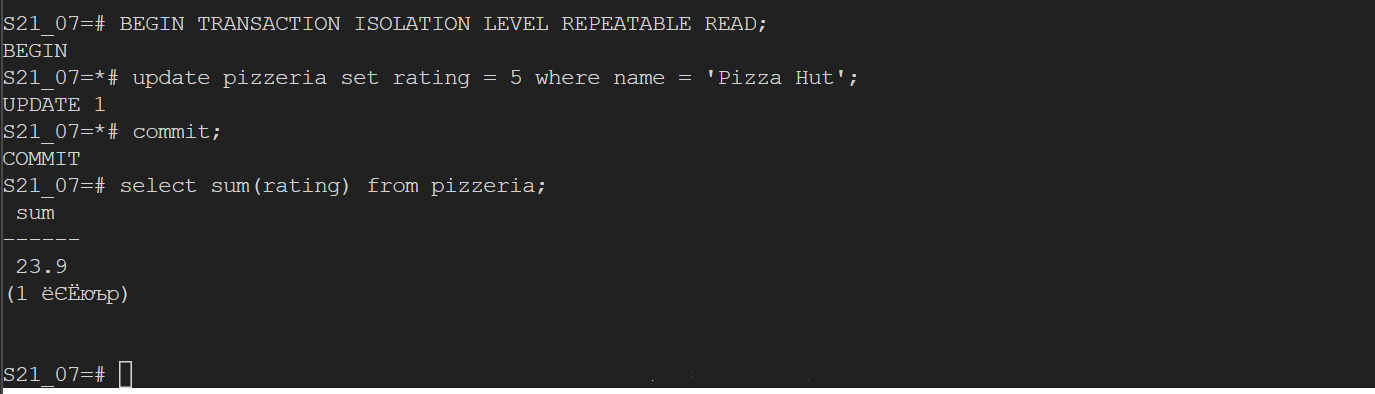 S21_07=# BEGIN TRANSACTION ISOLATION LEVEL REPEATABLE READ;
BEGIN
S21_07=*# update pizzeria set rating = 5 where name = 'Pizza Hut';
UPDATE 1
S21_07=*# commit;
COMMIT
S21_07=# select sum(rating) from pizzeria;
 sum
------
 23.9
(1 ёЄЁюър)
S21_07=#